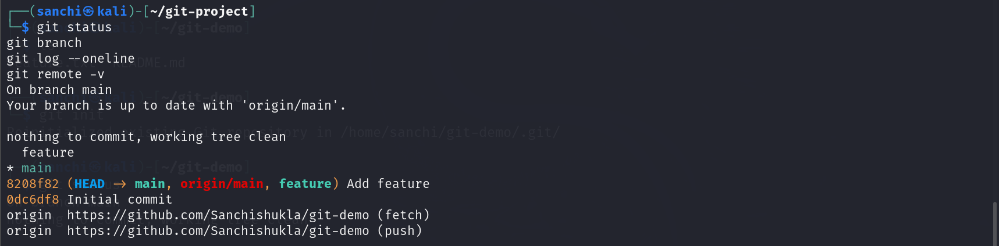 ┌──(sanchi㉿kali)-[~/git-project]
└─$ git status
git branch
git log --oneline
git remote -v
On branch main
Your branch is up to date with 'origin/main'.
nothing to commit, working tree clean
  feature
* main
8208f82 (HEAD -> main, origin/main, feature) Add feature
0dc6df8 Initial commit
origin  https://github.com/Sanchishukla/git-demo (fetch)
origin  https://github.com/Sanchishukla/git-demo (push)